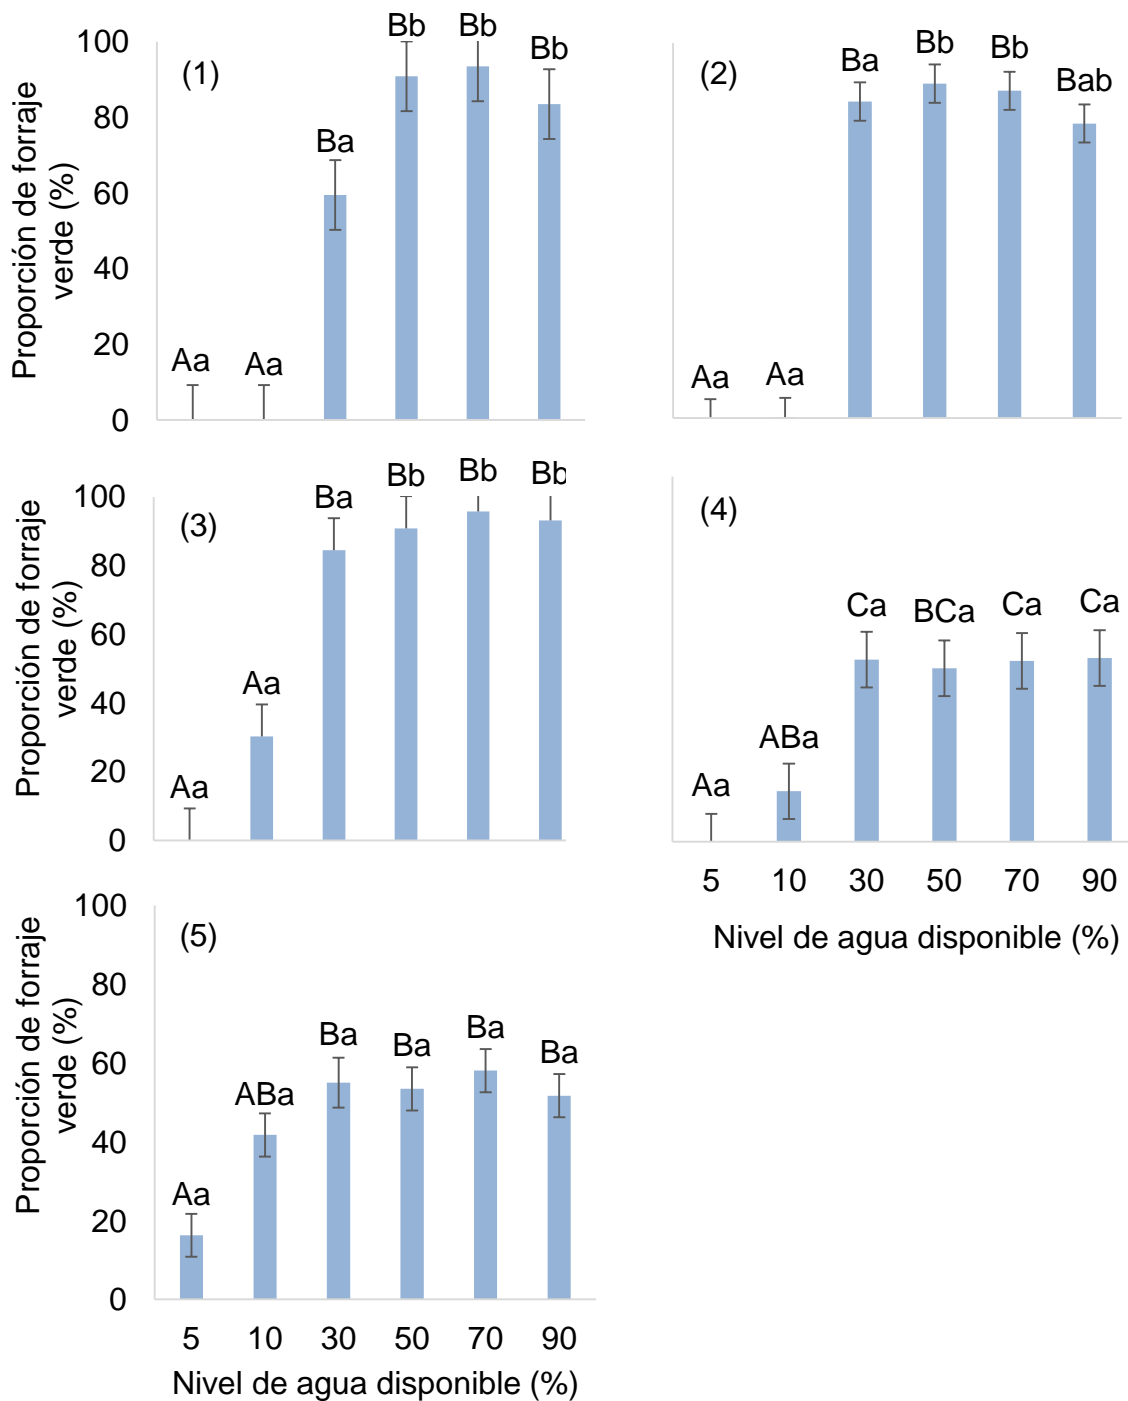 Proporción de forraje
verde (%)
100
80
60
40
20
0
(1)
Aa
Aa
Ba
Bb
Bb
Bb
(2)
Aa
Aa
Ba
Bb
Bb
Bab
Proporción de forraje
verde (%)
100
80
60
40
20
0
(3)
Aa
Aa
Ba
Bb
Bb
Bb
(4)
Aa
ABa
Ca
BCa
Ca
Ca
5 10 30 50 70 90
Nivel de agua disponible (%)
Proporción de forraje
verde (%)
100
80
60
40
20
0
(5)
Aa
ABa
Ba
Ba
Ba
Ba
5 10 30 50 70 90
Nivel de agua disponible (%)